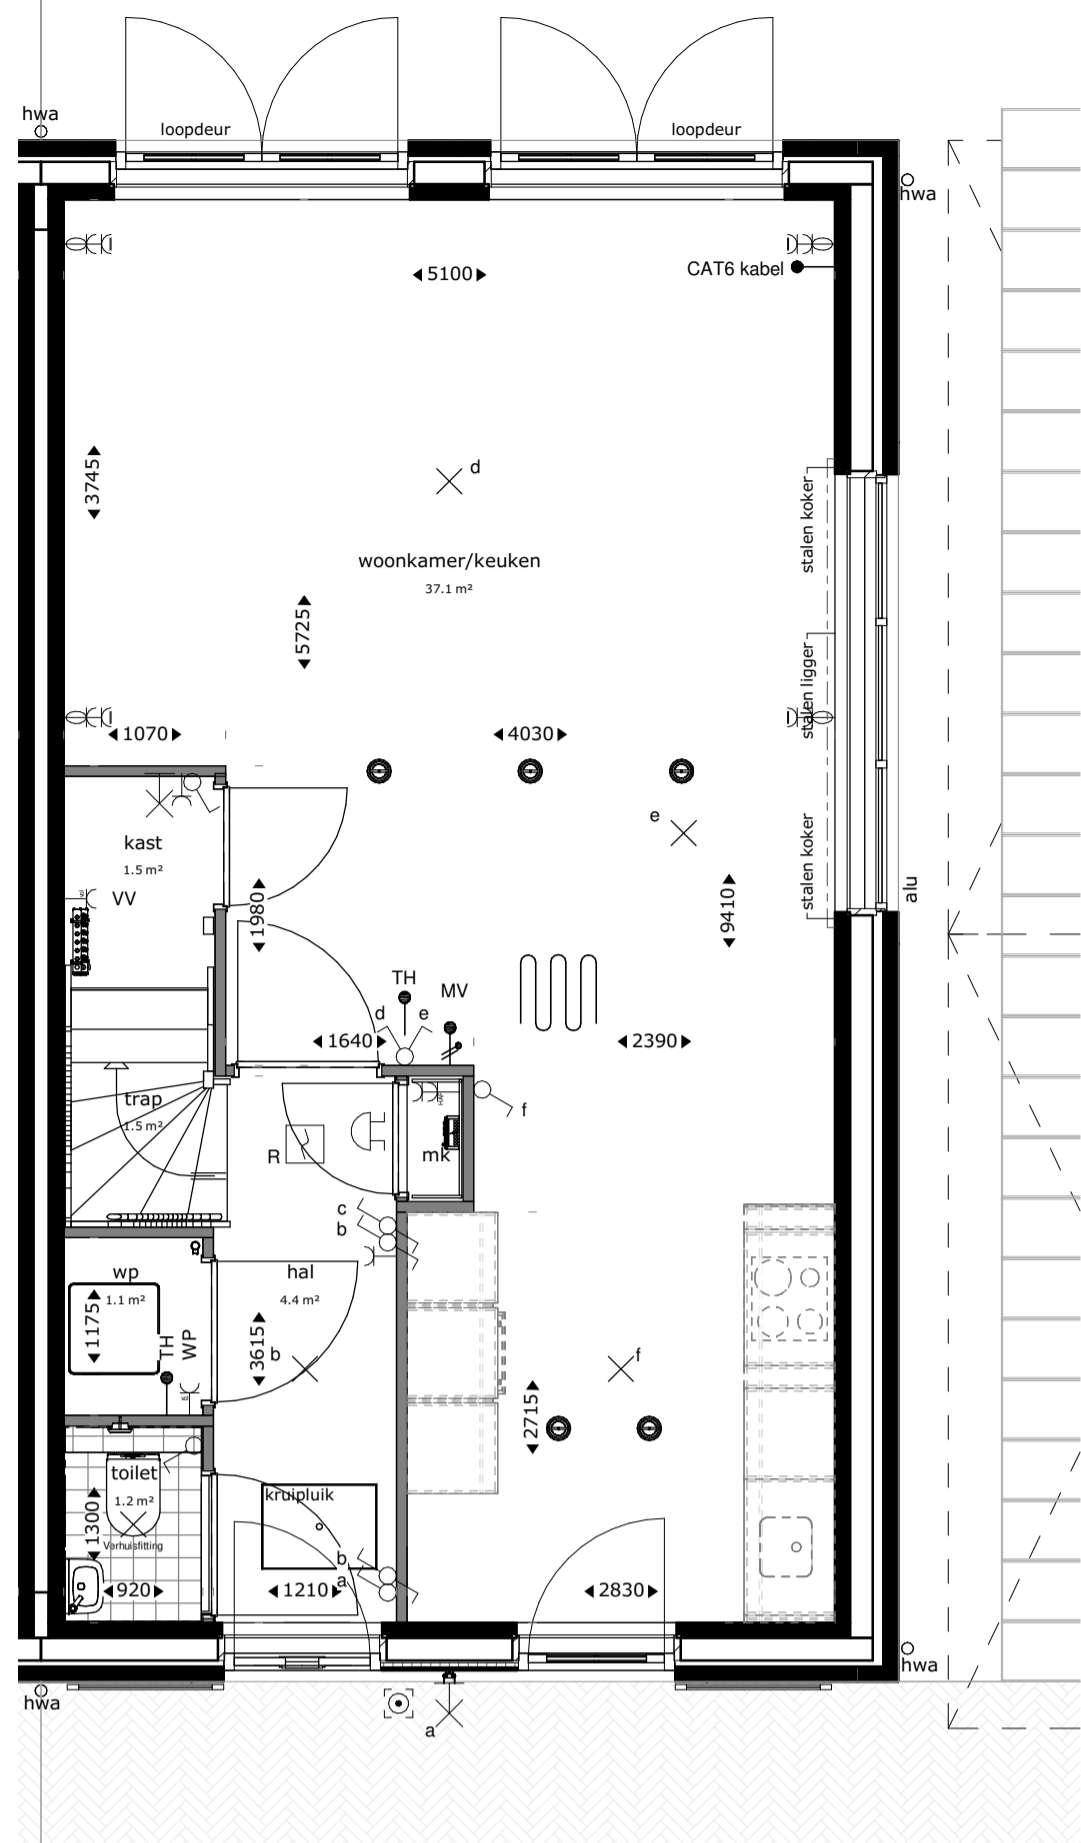 hwa
loopdeur
loopdeur
hwa
5100
CAT6 kabel
3745
d
stalen koker
woonkamer/keuken
37.1 m²
5725
stalen ligger
1070
4030
e
kast
1.5 m²
stalen koker
alu
VV
1980
9410
TH
MV
d
e
1640
2390
trap
1.5 m²
f
R
mk
c
b
wp
1.1 m²
hal
4.4 m²
1175
TH
WP
3615
b
f
2715
toilet
1.2 m²
kruipluik
1300
Verhuisfitting
b
a
920
1210
2830
hwa
hwa
a